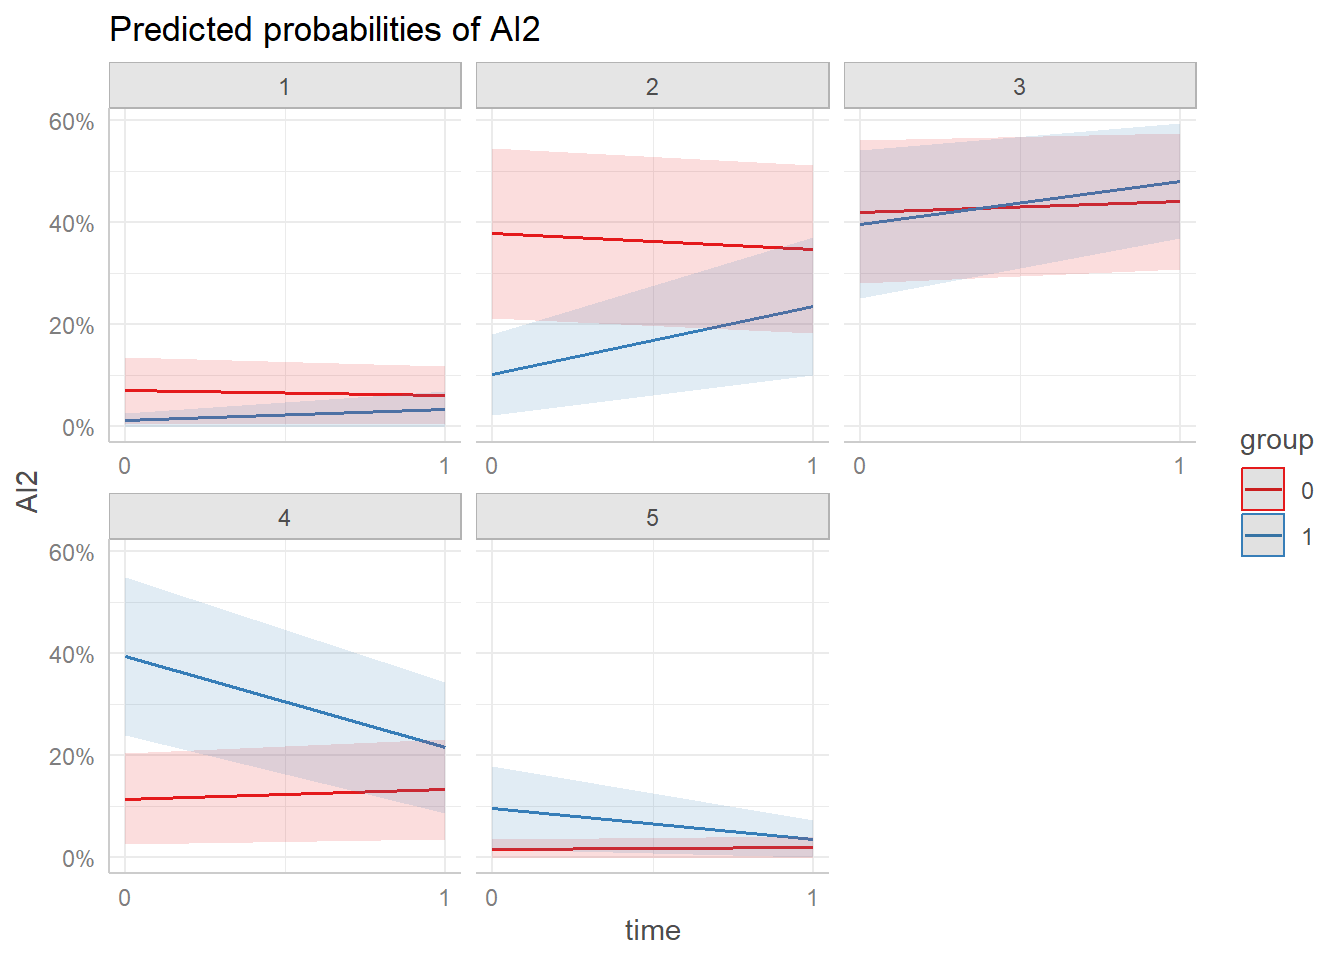 Predicted probabilities of AI2
1 2 3
60%
40%
20%
0%
0 1 0 1 0 1
AI2
4 5
60%
40%
20%
0%
0 1 0 1
time
group
0
1